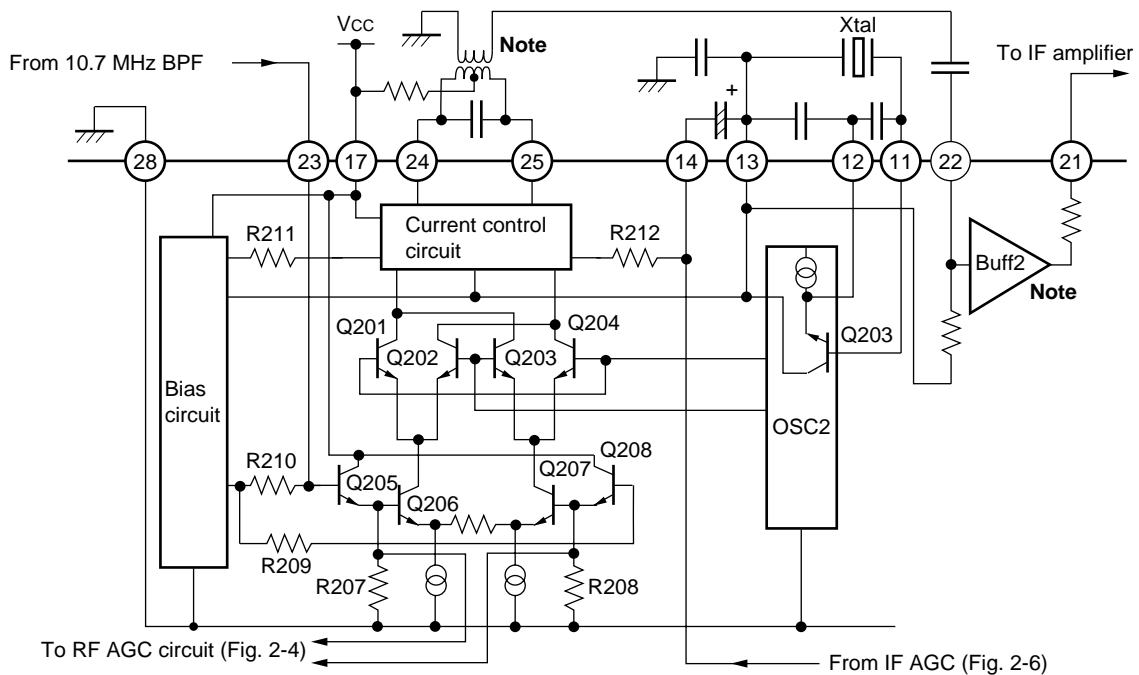 Xtal
Vcc
Note
To IF amplifier
From 10.7 MHz BPF
+
28
23
17
24
25
14
13
12
11
22
21
R211
Current control
circuit
R212
Buff2
Note
Q201
Q204
Q202
Q203
Q203
Bias
circuit
OSC2
R210
Q208
Q205
Q207
Q206
R209
R207
R208
To RF AGC circuit (Fig. 2-4)
From IF AGC (Fig. 2-6)